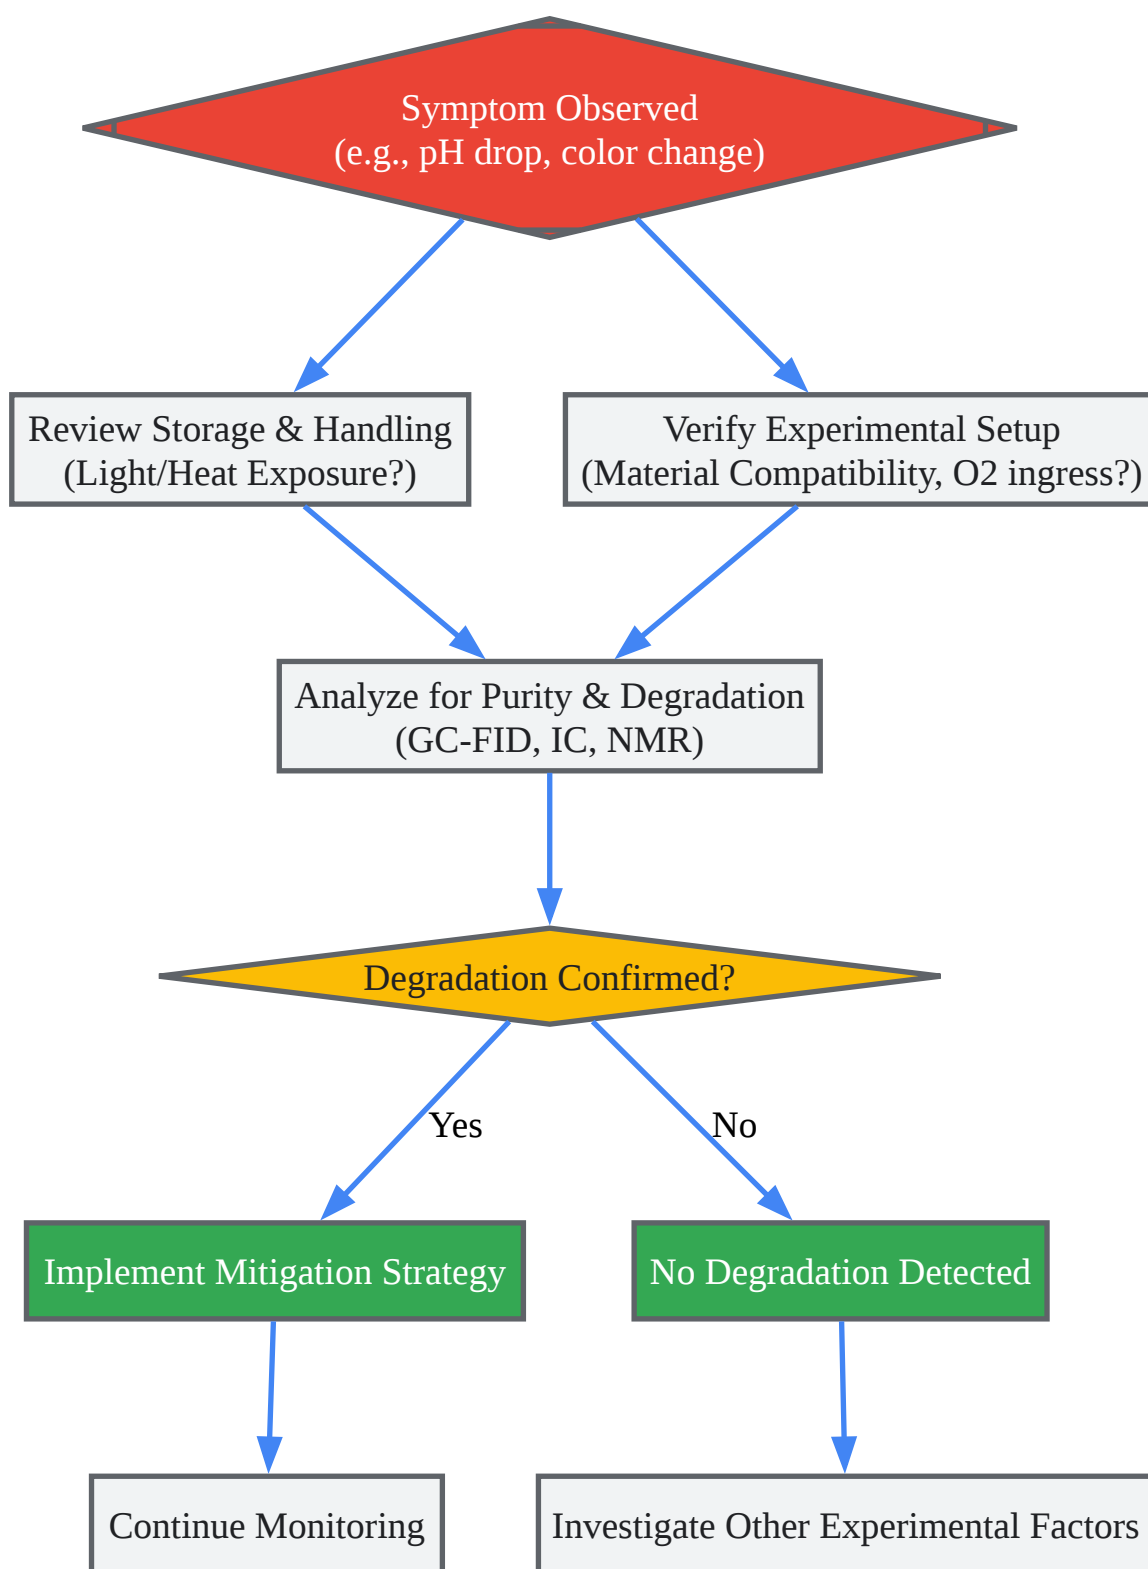 Symptom Observed
(e.g., pH drop, color change)
Review Storage & Handling
(Light/Heat Exposure?)
Verify Experimental Setup
(Material Compatibility, O2 ingress?)
Analyze for Purity & Degradation
(GC-FID, IC, NMR)
Degradation Confirmed?
Yes
No
Implement Mitigation Strategy
No Degradation Detected
Continue Monitoring
Investigate Other Experimental Factors